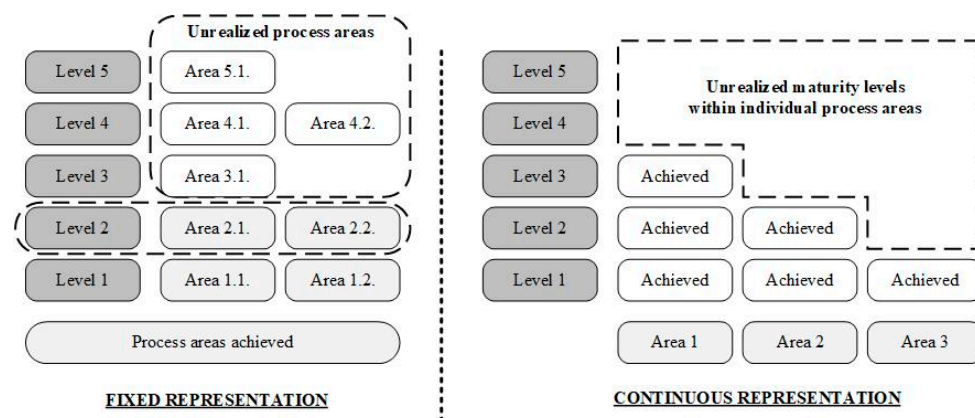 Unrealized process areas
Level 5
Area 5.1.
Level 4
Area 4.1.
Area 4.2.
Level 3
Area 3.1.
Level 2
Area 2.1.
Area 2.2.
Level 1
Area 1.1.
Area 1.2.
Process areas achieved
FIXED REPRESENTATION
Level 5
Unrealized maturity levels
within individual process areas
Level 4
Level 3
Achieved
Level 2
Achieved
Achieved
Level 1
Achieved
Achieved
Achieved
Area 1
Area 2
Area 3
CONTINUOUS REPRESENTATION